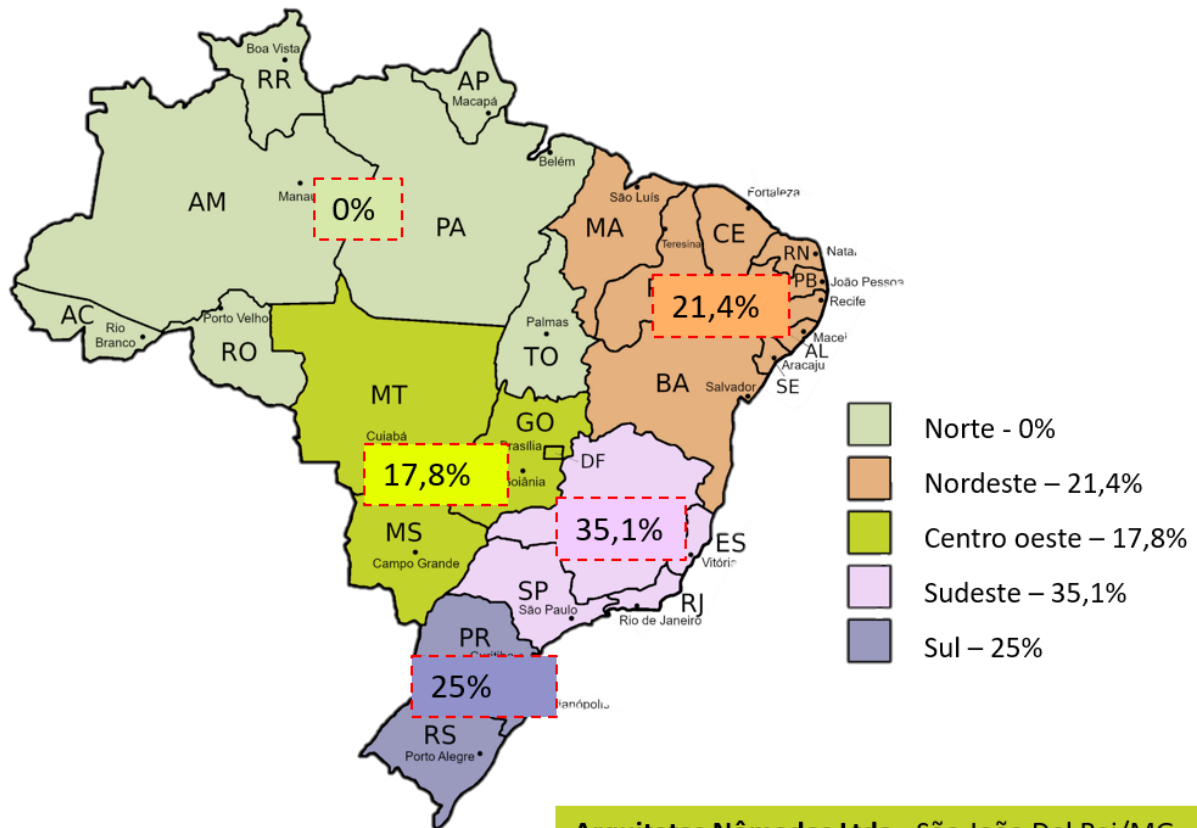 Boa Vista
RR
AP
Macapá
Belém
AM
0%
PA
São Luís
Fortaleza
MA
CE
Teresina
RN
PB
João Pessoa
Recife
21,4%
AC
Rio
Branco
Porto Velho
RO
Palmas
TO
AL
Aracaju
SE
BA
Salvador
MT
Cuiabá
GO
DF
17,8%
MS
Campo Grande
35,1%
ES
Vitória
SP
São Paulo
RJ
Rio de Janeiro
PR
25%
RS
Porto Alegre
Norte - 0%
Nordeste – 21,4%
Centro oeste – 17,8%
Sudeste – 35,1%
Sul – 25%